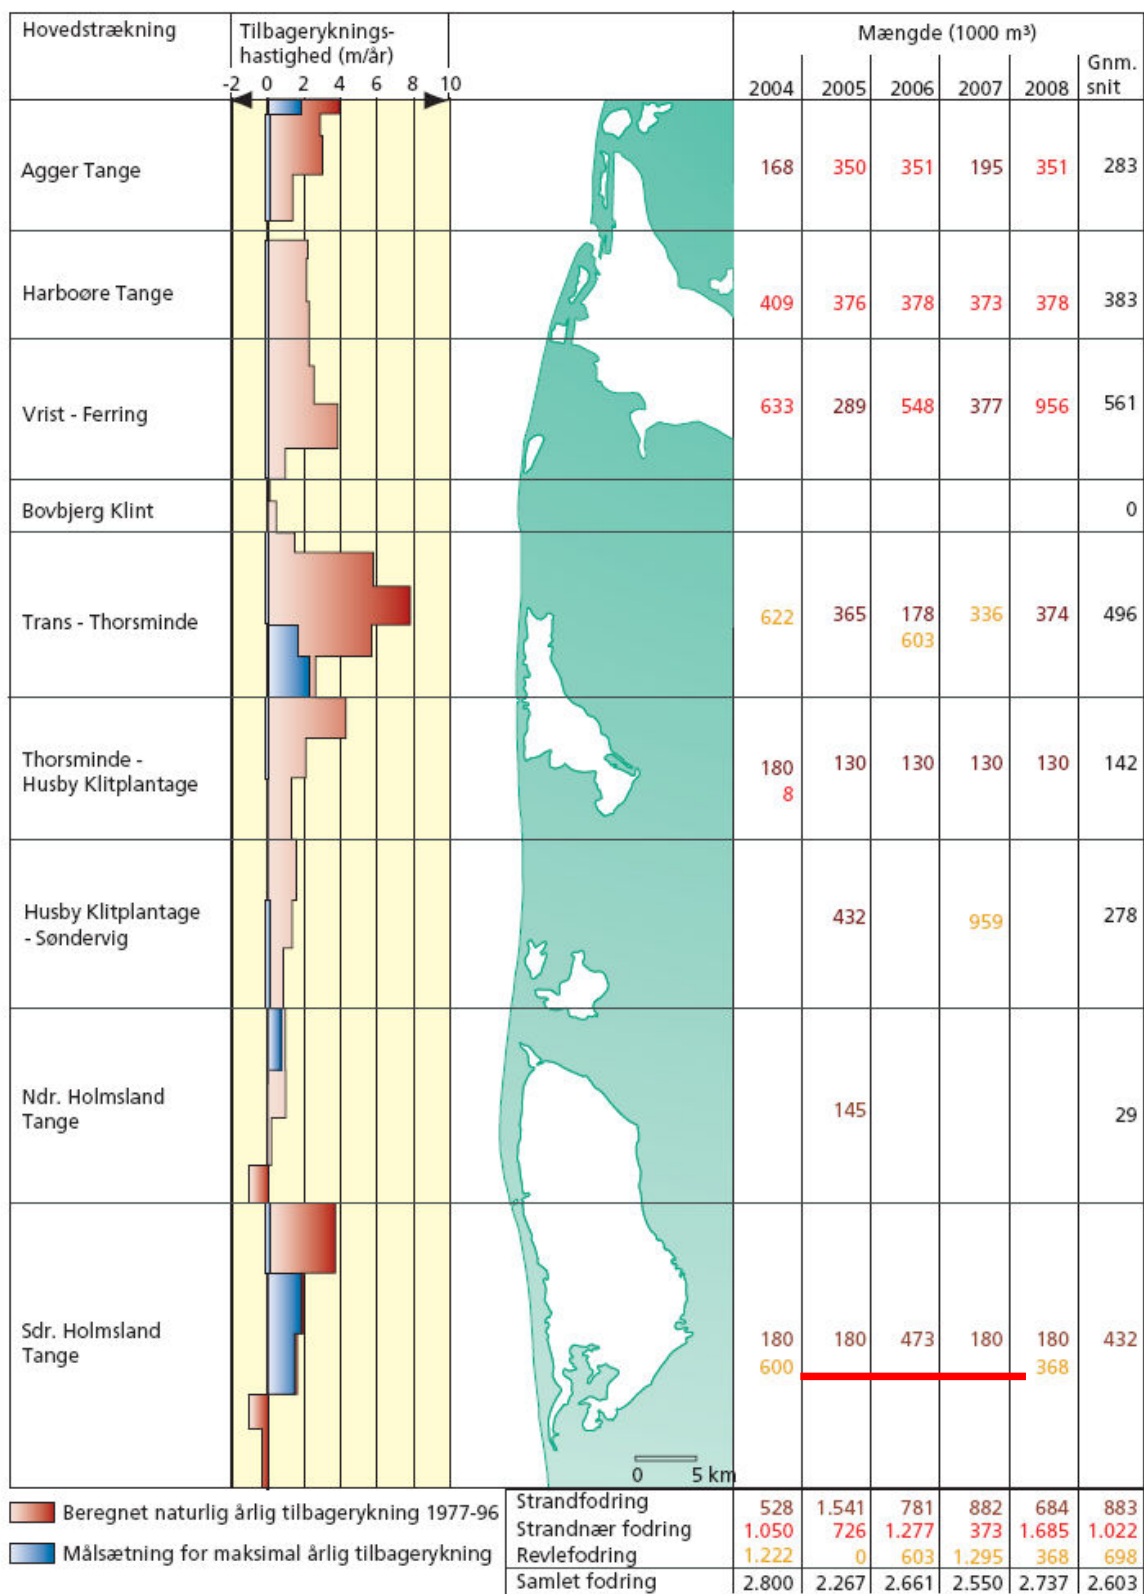 Hovedstrækning
Tilbageryknings-
hastighed (m/år)
-2 0 2 4 6 8 10
Mængde (1000 m³)
2004 2005 2006 2007 2008 Gnm.
snit
Agger Tange 168 350 351 195 351 283
Harboøre Tange 409 376 378 373 378 383
Vrist - Ferring 633 289 548 377 956 561
Bovbjerg Klint 0
Trans - Thorsminde 622 365 178 336 374 496
603
Thorsminde -
Husby Klitplantage 180 130 130 130 130 142
8
Husby Klitplantage
- Søndervig 432 959 278
Ndr. Holmsland
Tange 145 29
Sdr. Holmsland
Tange 180 180 473 180 180 432
600 368
0 5 km
Beregnet naturlig årlig tilbagerykning 1977-96
Målsætning for maksimal årlig tilbagerykning
Strandfodring 528 1.541 781 882 684 883
Strandnær fodring 1.050 726 1.277 373 1.685 1.022
Revlefodring 1.222 0 603 1.295 368 698
Samlet fodring 2.800 2.267 2.661 2.550 2.737 2.603